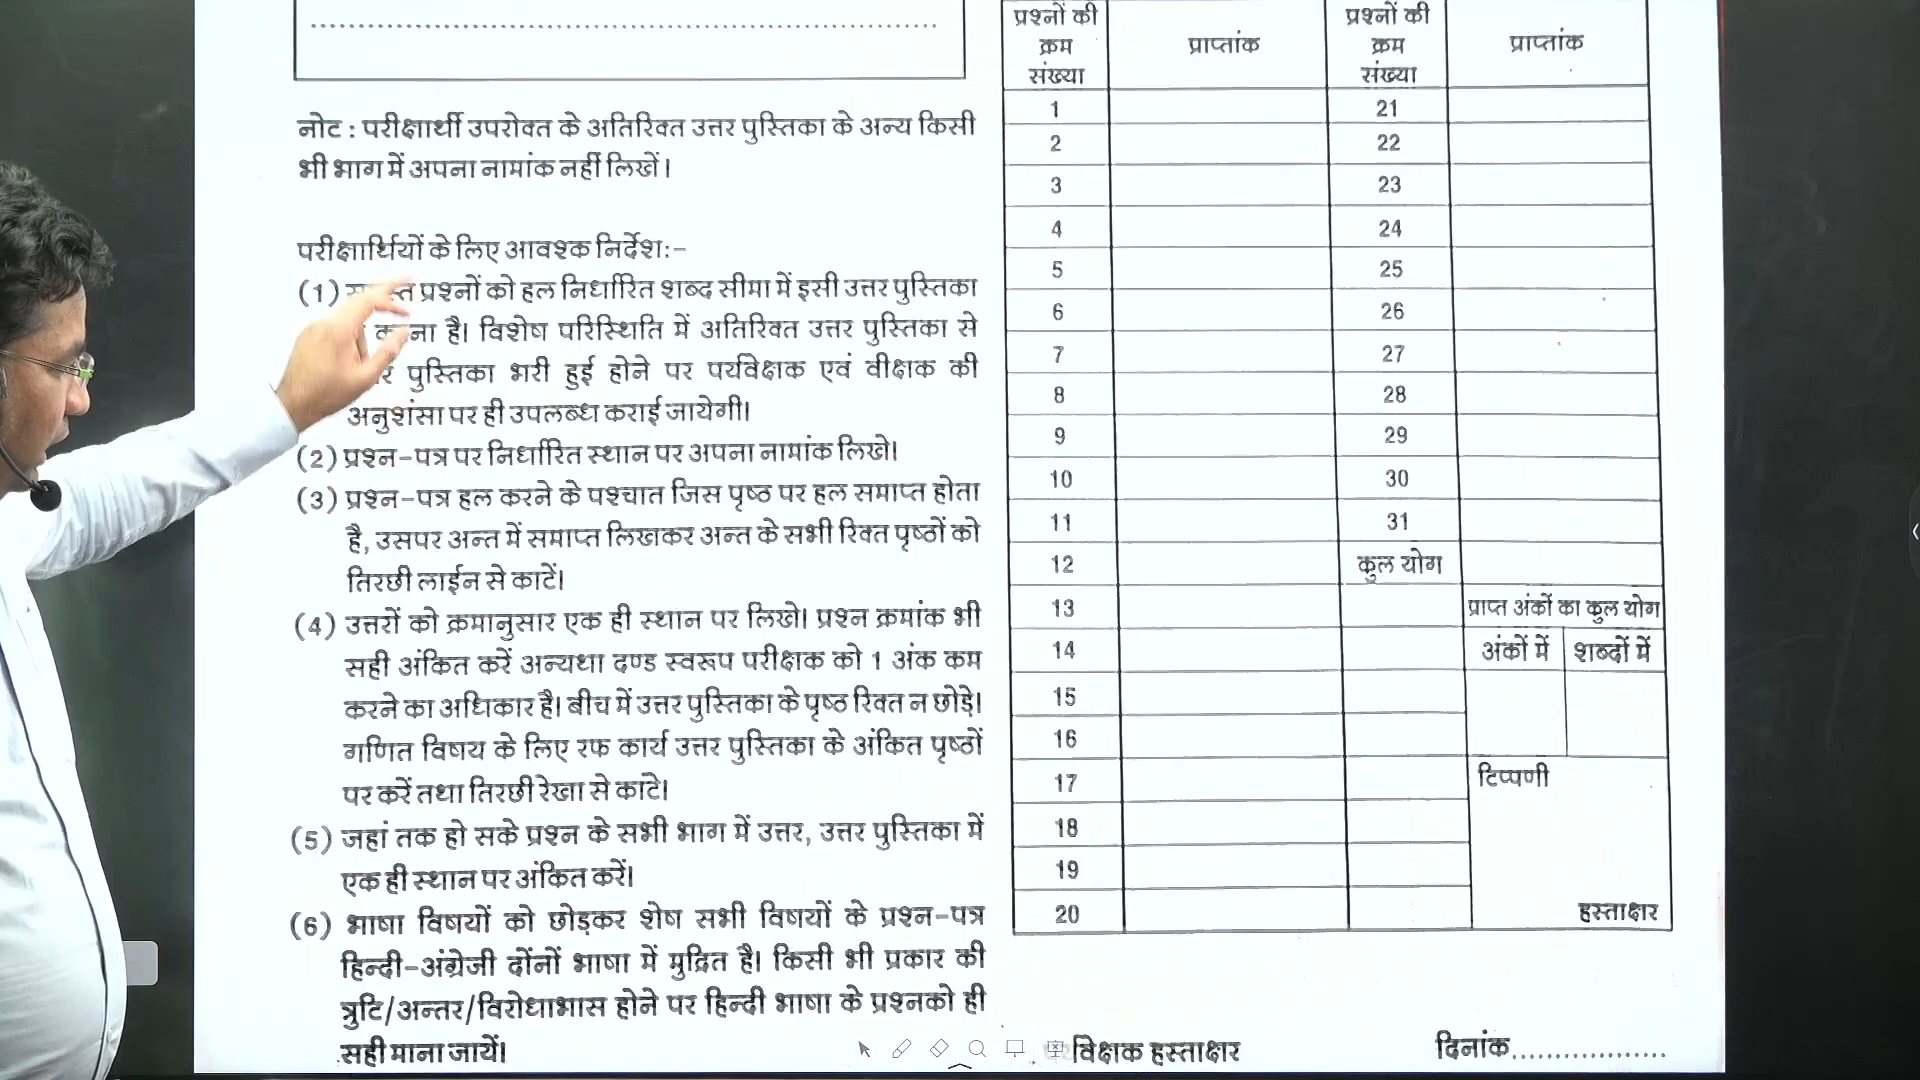 नोट : परीक्षार्थी उपरोक्त के अतिरिक्त उत्तर पुस्तिका के अन्य किसी
भी भाग में अपना नामांक नहीं लिखें।
परीक्षार्थियों के लिए आवश्क निर्देश:-
(1) प्रश्नों को हल निर्धारित शब्द सीमा में इसी उत्तर पुस्तिका
है। विशेष परिस्थिति में अतिरिक्त उत्तर पुस्तिका से
पुस्तिका भरी हुई होने पर पर्यवेक्षक एवं वीक्षक की
अनुशंसा पर ही उपलब्ध कराई जायेगी।
(2) प्रश्न-पत्र पर निर्धारित स्थान पर अपना नामांक लिखे।
(3) प्रश्न-पत्र हल करने के पश्चात जिस पृष्ठ पर हल समाप्त होता
है, उसपर अन्त में समाप्त लिखकर अन्त के सभी रिक्त पृष्ठों को
तिरछी लाईन से काटें।
(4) उत्तरों को क्रमानुसार एक ही स्थान पर लिखे। प्रश्न क्रमांक भी
सही अंकित करें अन्यथा दण्ड स्वरूप परीक्षक को 1 अंक कम
करने का अधिकार है। बीच में उत्तर पुस्तिका के पृष्ठ रिक्त न छोड़े।
गणित विषय के लिए रफ कार्य उत्तर पुस्तिका के अंकित पृष्ठों
पर करें तथा तिरछी रेखा से काटे।
(5) जहां तक हो सके प्रश्न के सभी भाग में उत्तर, उत्तर पुस्तिका में
एक ही स्थान पर अंकित करें।
(6) भाषा विषयों को छोड़कर शेष सभी विषयों के प्रश्न-पत्र
हिन्दी-अंग्रेजी दोंनों भाषा में मुद्रित है। किसी भी प्रकार की
त्रुटि/अन्तर/विरोधाभास होने पर हिन्दी भाषा के प्रश्नको ही
सही माना जायें।
प्रश्नों की क्रम संख्या प्राप्तांक प्रश्नों की क्रम संख्या प्राप्तांक
1 21
2 22
3 23
4 24
5 25
6 26
7 27
8 28
9 29
10 30
11 31
12 कुल योग
13 प्राप्त अंकों का कुल योग
14 अंकों में शब्दों में
15
16
17 टिप्पणी
18
19
20 हस्ताक्षर
विक्षक हस्ताक्षर दिनांक...................